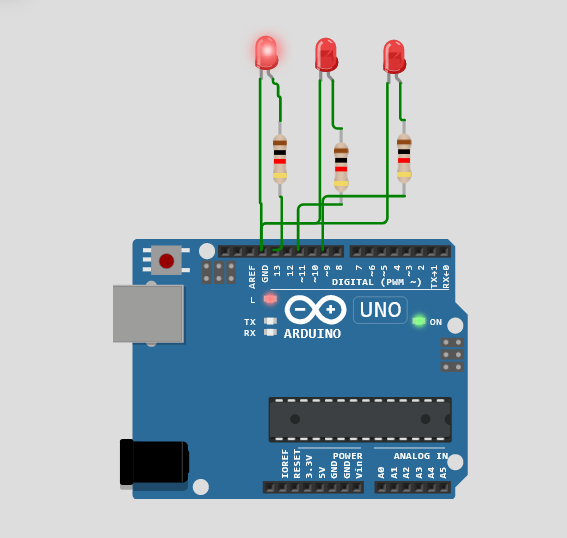 AREF
GND
13
12
~11
~10
~9
8
7
~6
~5
4
~3
2
TX→1
RX←0
DIGITAL (PWM ~)
L
TX
RX
UNO
ON
ARDUINO
POWER
ANALOG IN
IOREF
RESET
3.3V
5V
GND
GND
Vin
A0
A1
A2
A3
A4
A5